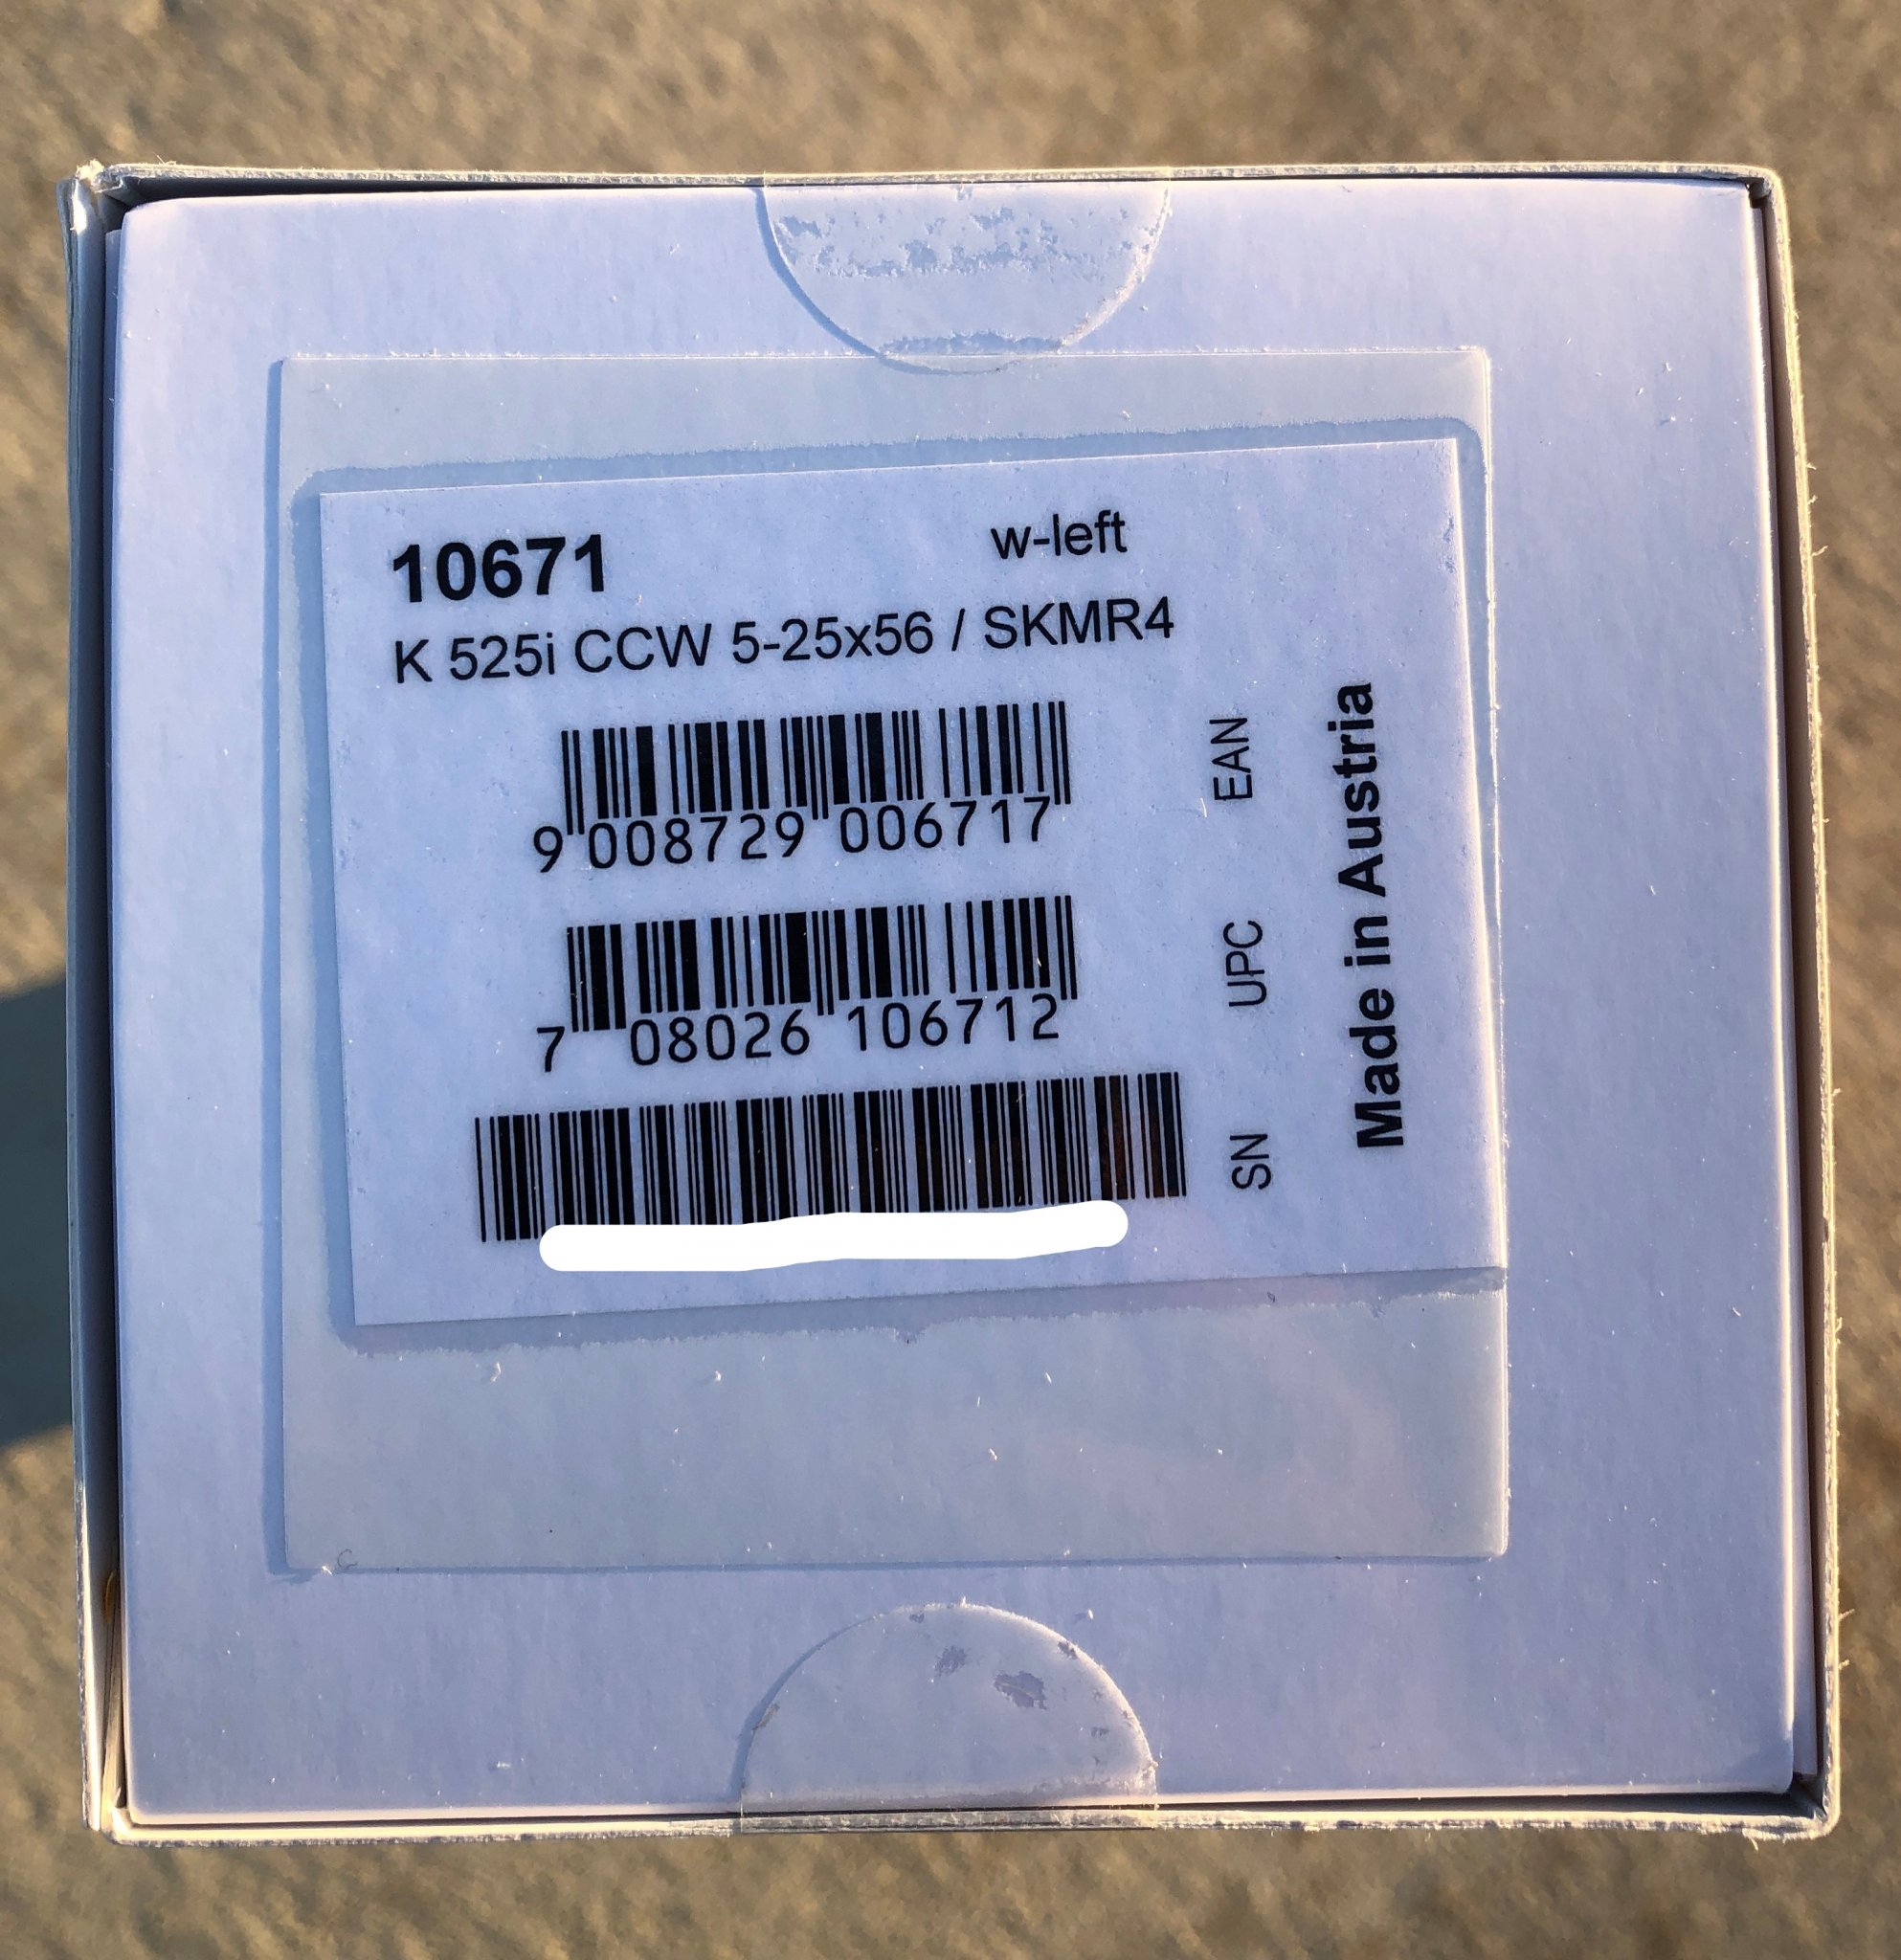 10671 w-left
K 525i CCW 5-25x56 / SKMR4
9 008729 006717
EAN
7 08026 106712
UPC
SN
Made in Austria